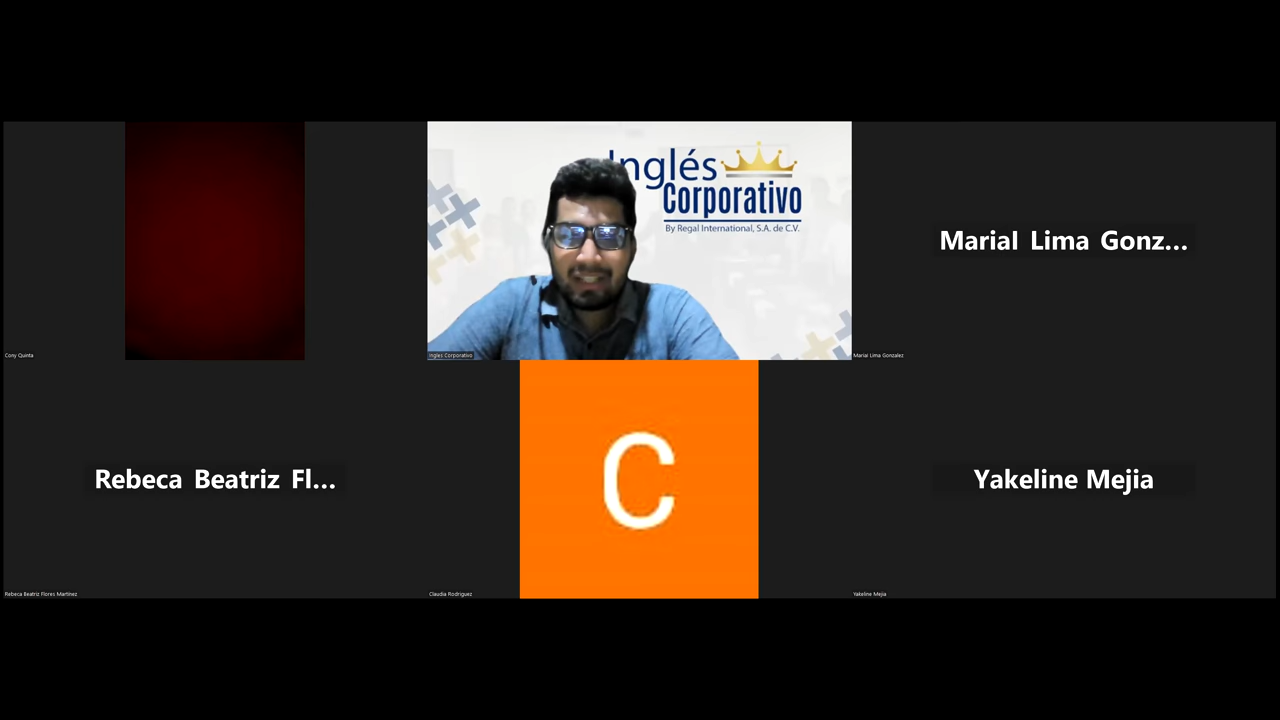 Inglés
Corporativo
By Regal International, S.A. de C.V.
Marial Lima Gonz...
Cony Quinta
Inglés Corporativo
Marial Lima Gonzalez
Rebeca Beatriz Fl...
C
Yakeline Mejia
Rebeca Beatriz Flores Martinez
Claudia Rodriguez
Yakeline Mejia